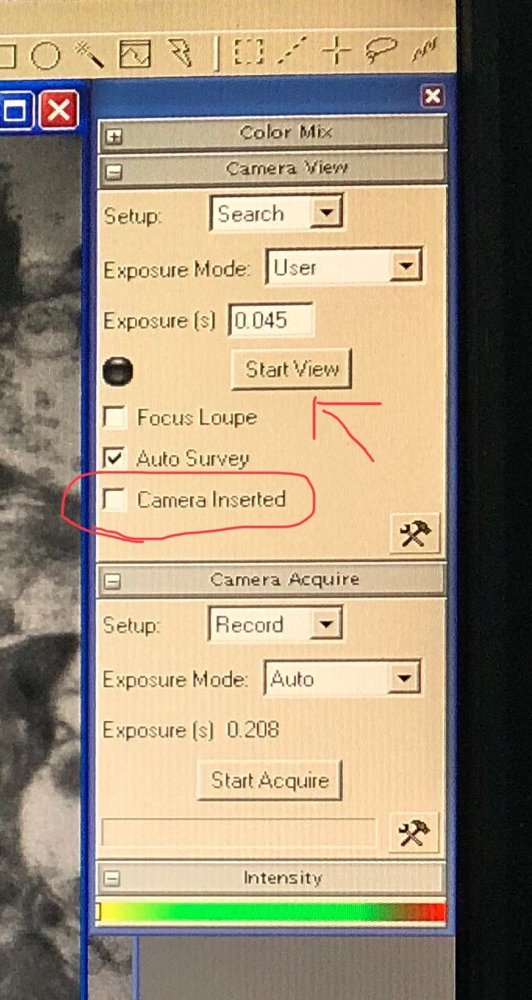 Color Mix
Camera View
Setup: Search
Exposure Mode: User
Exposure (s) 0.045
Start View
Focus Loupe
Auto Survey
Camera Inserted
Camera Acquire
Setup: Record
Exposure Mode: Auto
Exposure (s) 0.208
Start Acquire
Intensity